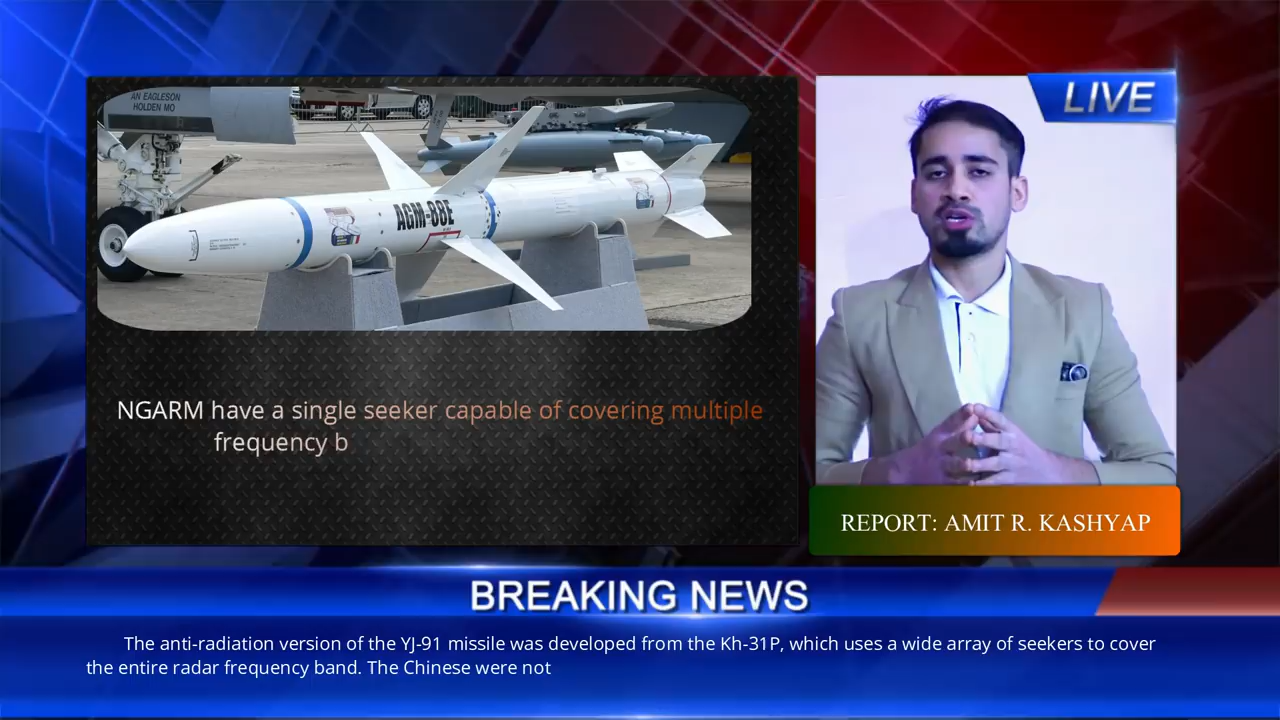 AN EAGLESON
HOLDEN MO
AGM-88E
LIVE
NGARM have a single seeker capable of covering multiple
frequency b
REPORT: AMIT R. KASHYAP
BREAKING NEWS
The anti-radiation version of the YJ-91 missile was developed from the Kh-31P, which uses a wide array of seekers to cover
the entire radar frequency band. The Chinese were not